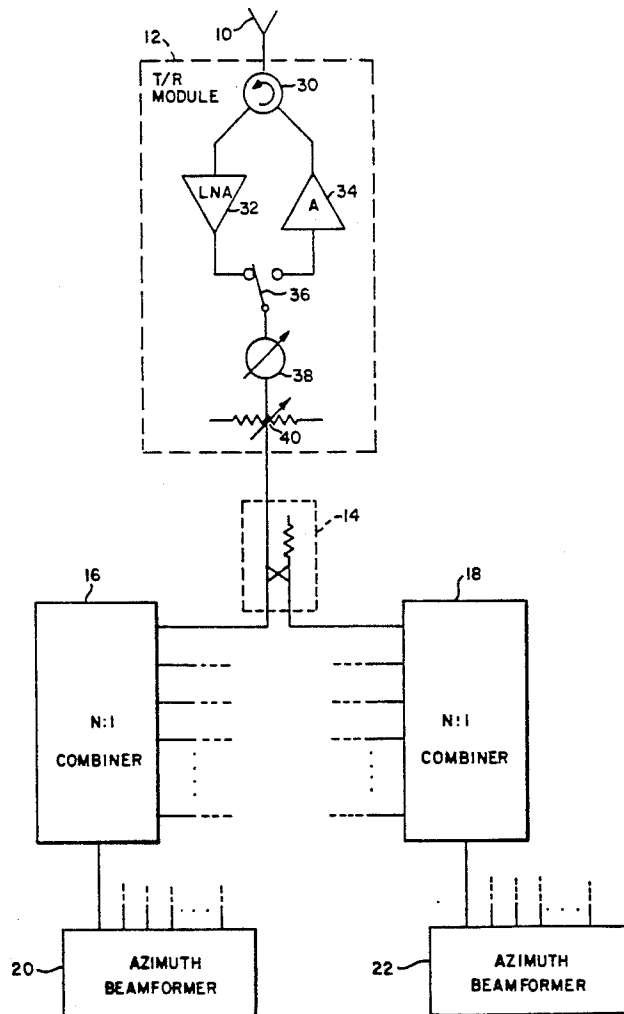 10
12
T/R
MODULE
30
LNA
32
A
34
36
38
40
14
16
18
N:1
COMBINER
N:1
COMBINER
20
AZIMUTH
BEAMFORMER
22
AZIMUTH
BEAMFORMER